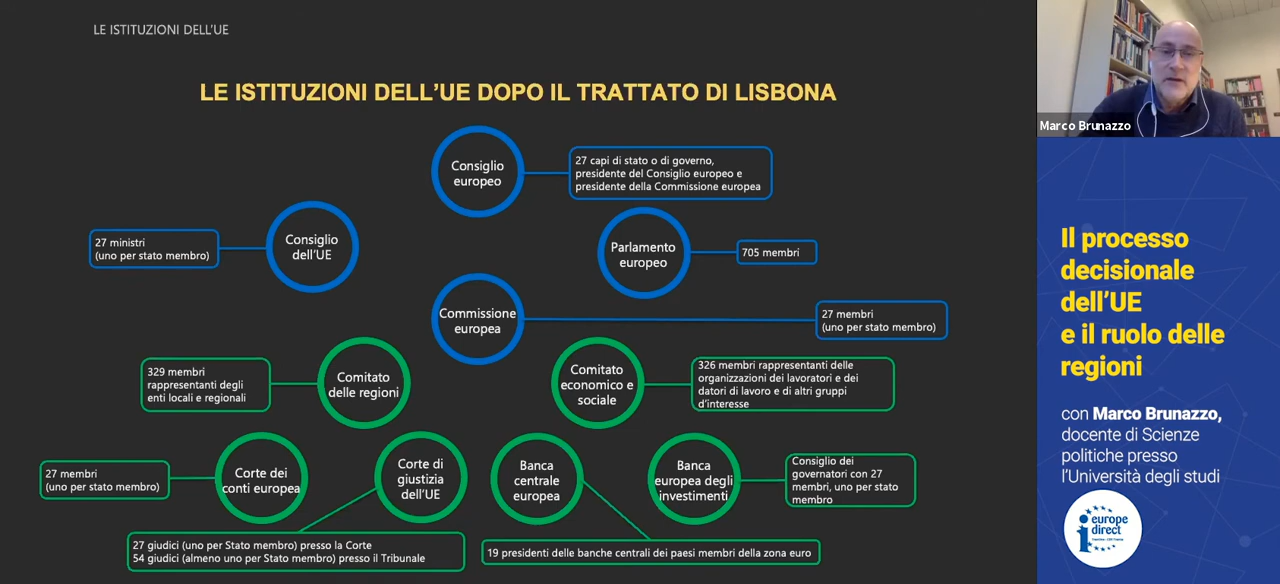 LE ISTITUZIONI DELL'UE
LE ISTITUZIONI DELL'UE DOPO IL TRATTATO DI LISBONA
Consiglio
europeo
27 capi di stato o di governo,
presidente del Consiglio europeo e
presidente della Commissione europea
27 ministri
(uno per stato membro)
Consiglio
dell'UE
Parlamento
europeo
705 membri
Commissione
europea
27 membri
(uno per stato membro)
329 membri
rappresentanti degli
enti locali e regionali
Comitato
delle regioni
Comitato
economico e
sociale
326 membri rappresentanti delle
organizzazioni dei lavoratori e dei
datori di lavoro e di altri gruppi
d'interesse
27 membri
(uno per stato membro)
Corte dei
conti europea
Corte di
giustizia
dell'UE
Banca
centrale
europea
Banca
europea degli
investimenti
Consiglio dei
governatori con 27
membri, uno per stato
membro
27 giudici (uno per Stato membro) presso la Corte
54 giudici (almeno uno per Stato membro) presso il Tribunale
19 presidenti delle banche centrali dei paesi membri della zona euro
Marco Brunazzo
Il processo
decisionale
dell'UE
e il ruolo delle
regioni
con Marco Brunazzo,
docente di Scienze
politiche presso
l'Università degli studi
europe
direct